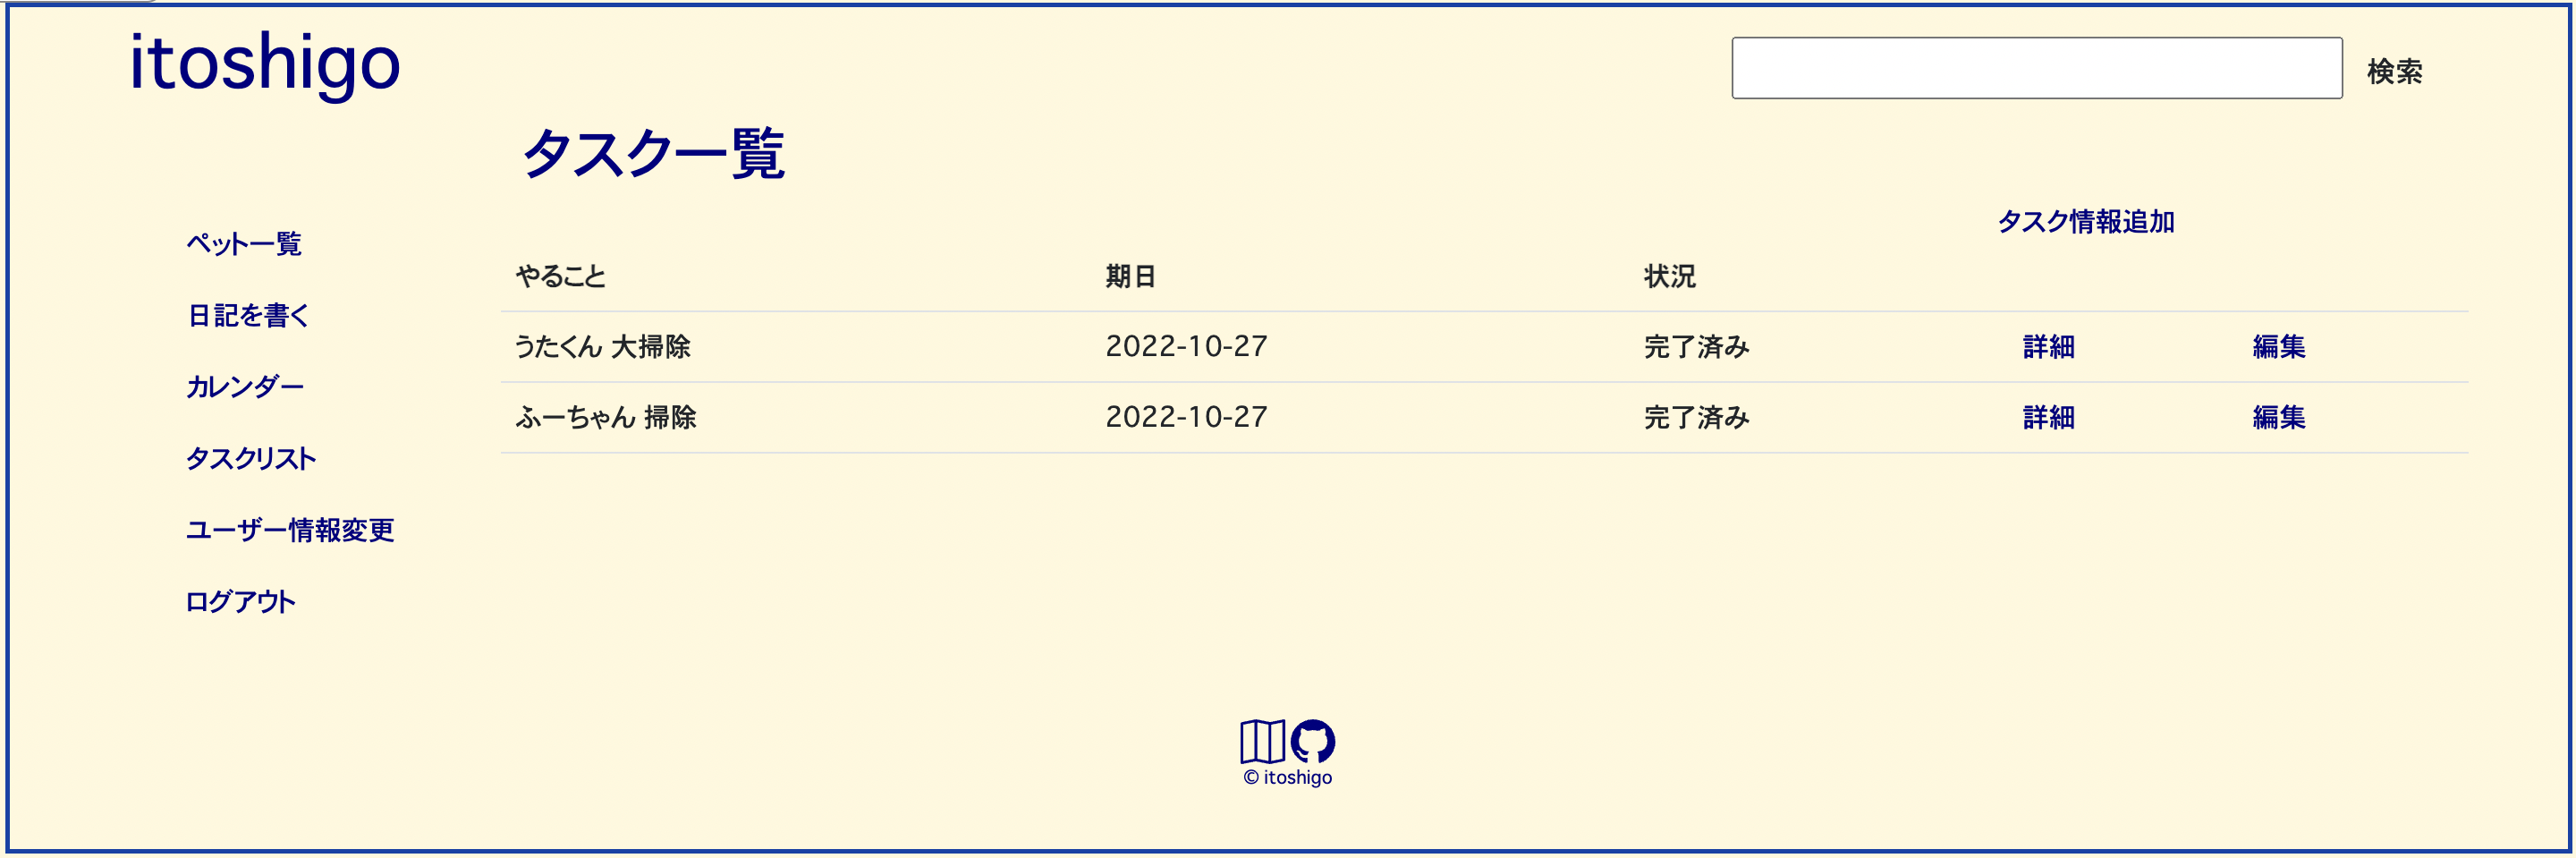 itoshigo
検索
タスク一覧
ペット一覧
日記を書く
カレンダー
タスクリスト
ユーザー情報変更
ログアウト
タスク情報追加
やること 期日 状況
うたくん 大掃除 2022-10-27 完了済み 詳細 編集
ふーちゃん 掃除 2022-10-27 完了済み 詳細 編集
© itoshigo